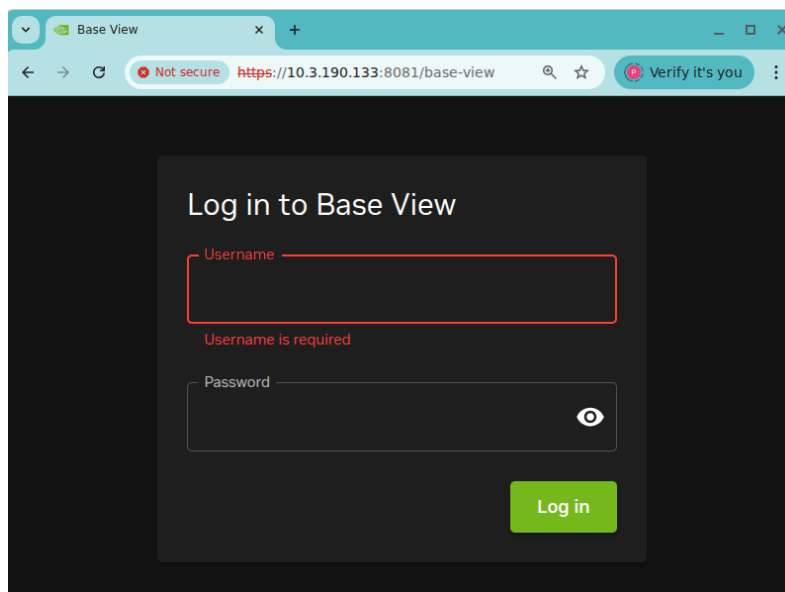 Base View
Not secure https://10.3.190.133:8081/base-view
P Verify it's you
Log in to Base View
Username
Username is required
Password
Log in